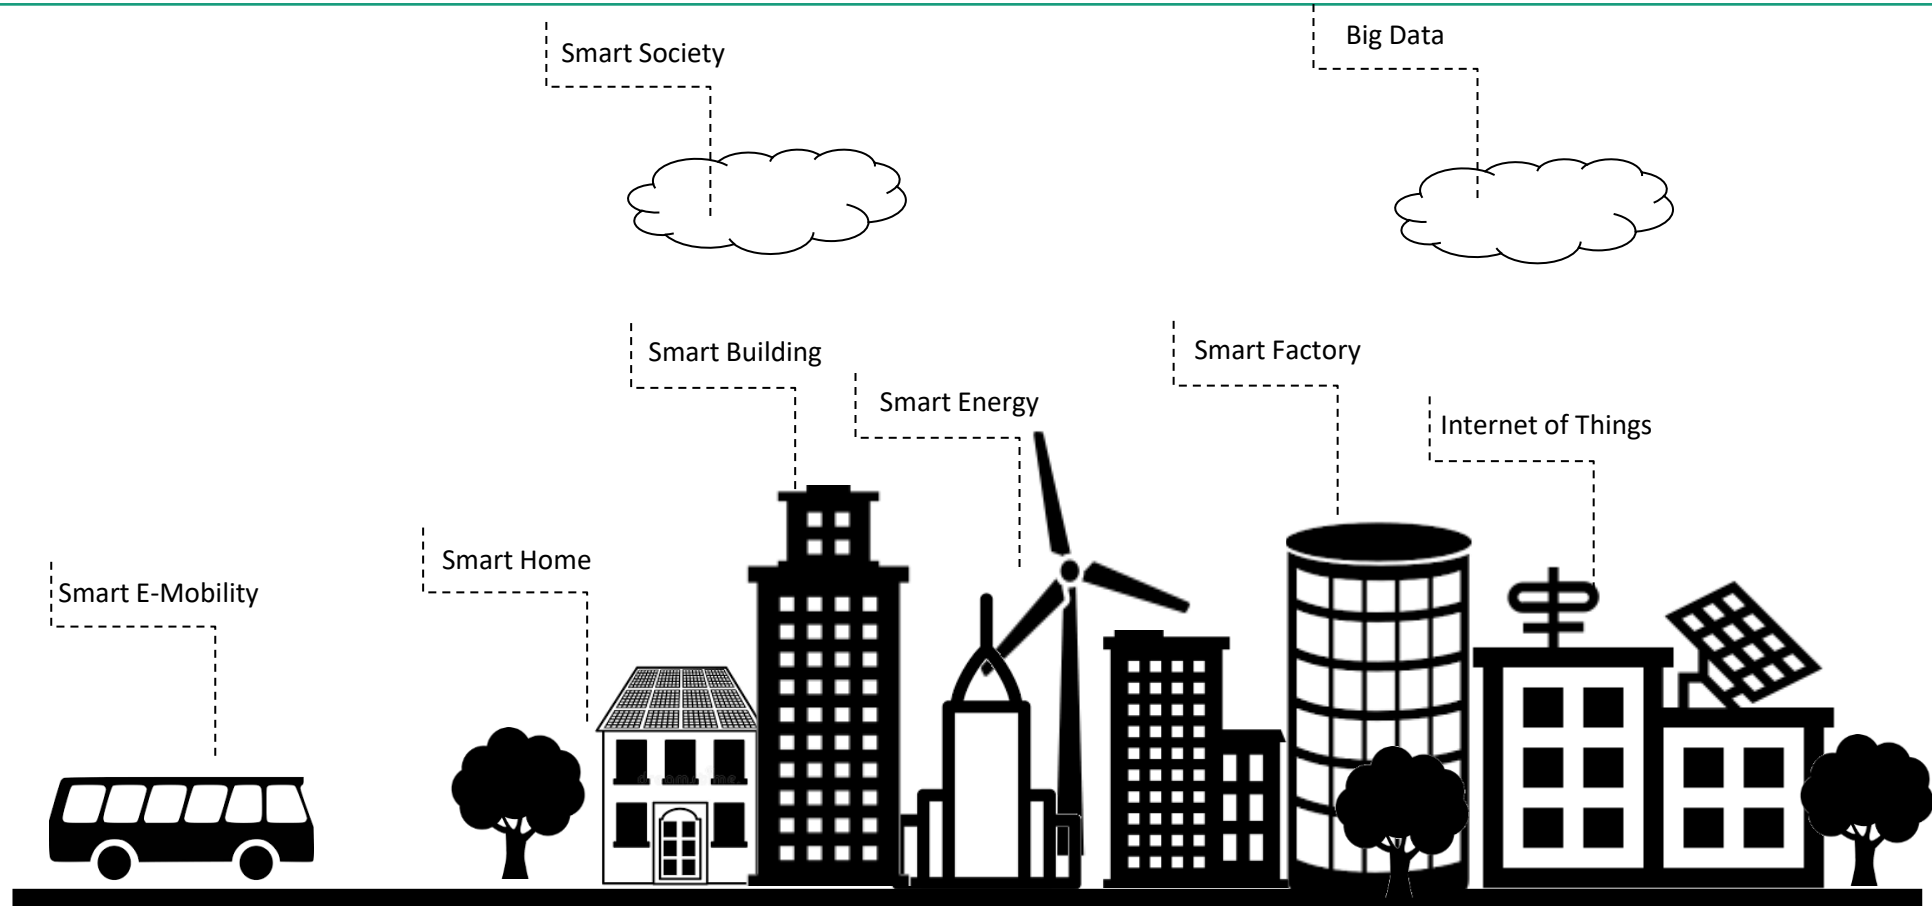 Smart Society
Big Data
Smart Building
Smart Factory
Smart Energy
Internet of Things
Smart Home
Smart E-Mobility